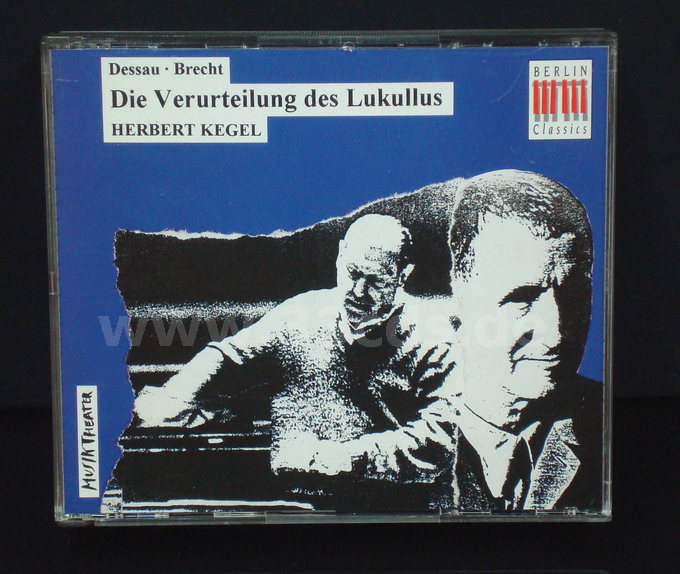 Dessau · Brecht
Die Verurteilung des Lukullus
HERBERT KEGEL
BERLIN
Classics
MUSIKTHEATER